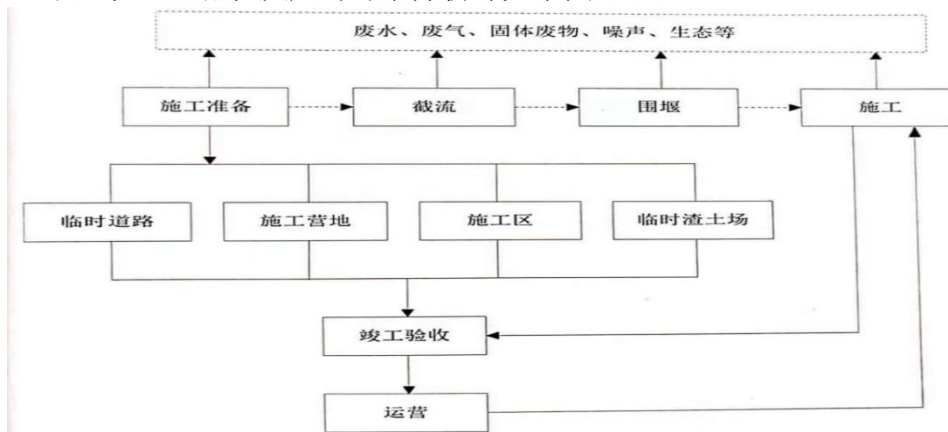 废水、废气、固体废物、噪声、生态等
施工准备
截流
围堰
施工
临时道路
施工营地
施工区
临时渣土场
竣工验收
运营